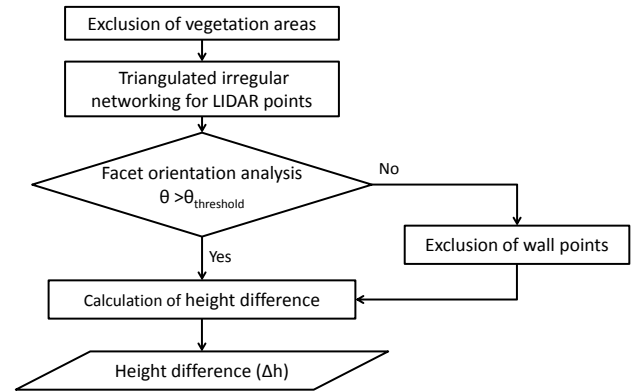 Exclusion of vegetation areas
Triangulated irregular
networking for LIDAR points
Facet orientation analysis
θ >θthreshold
No
Exclusion of wall points
Yes
Calculation of height difference
Height difference (Δh)